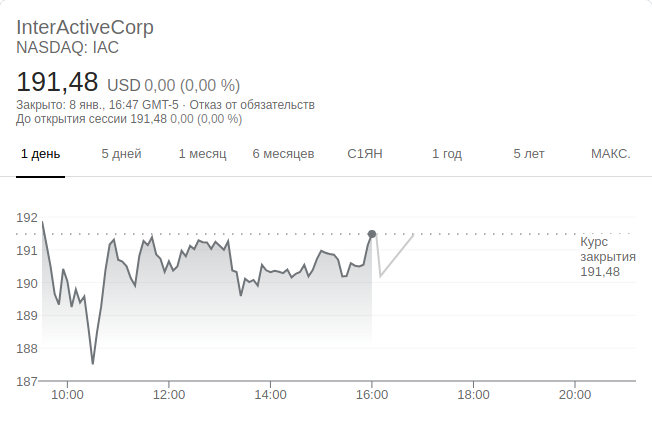 InterActiveCorp
NASDAQ: IAC
191,48 USD 0,00 (0,00 %)
Закрыто: 8 янв., 16:47 GMT-5 · Отказ от обязательств
До открытия сессии 191,48 0,00 (0,00 %)
1 день 5 дней 1 месяц 6 месяцев С1ЯН 1 год 5 лет МАКС.
192
191
190
189
188
187
Курс
закрытия
191,48
10:00 12:00 14:00 16:00 18:00 20:00